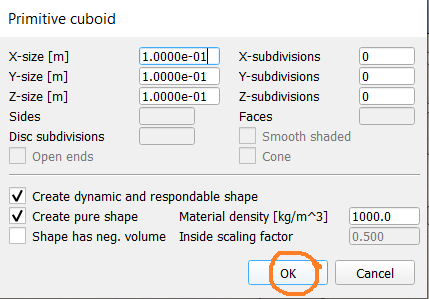 Primitive cuboid
X-size [m] 1.0000e-01 X-subdivisions 0
Y-size [m] 1.0000e-01 Y-subdivisions 0
Z-size [m] 1.0000e-01 Z-subdivisions 0
Sides Faces
Disc subdivisions Smooth shaded
Open ends Cone
Create dynamic and respondable shape
Create pure shape Material density [kg/m^3] 1000.0
Shape has neg. volume Inside scaling factor 0.500
OK Cancel